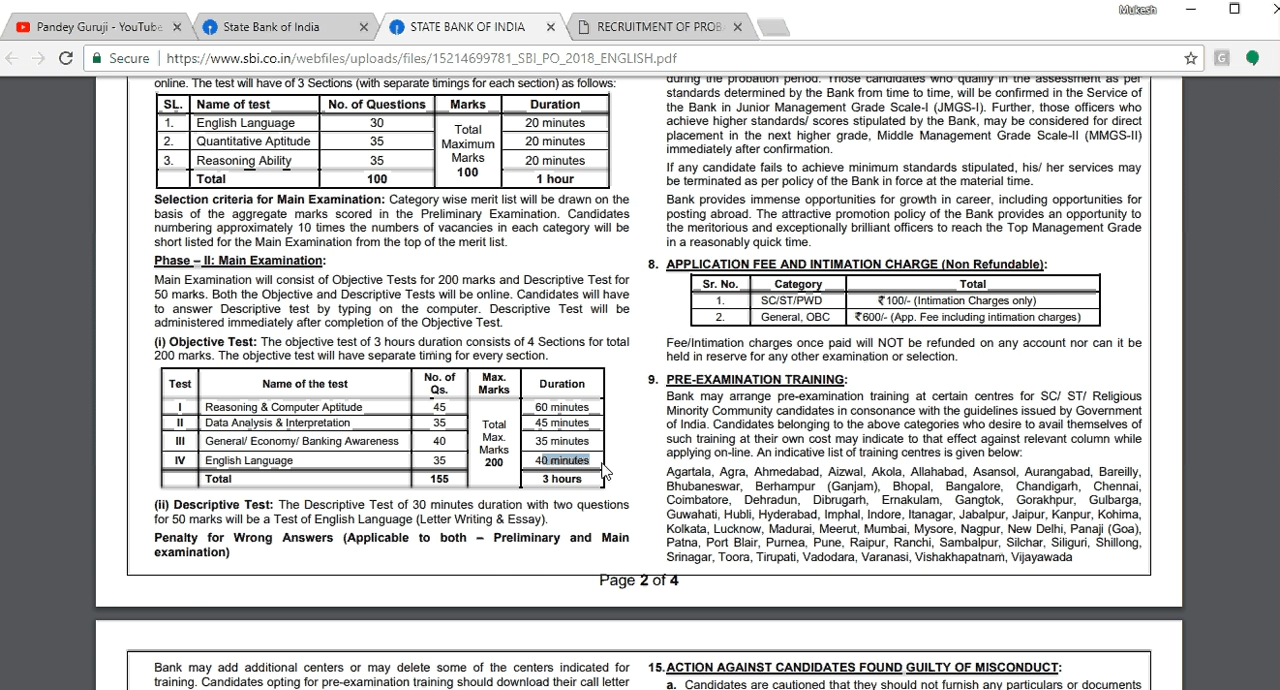 Mukesh
Pandey Guruji - YouTube
State Bank of India
STATE BANK OF INDIA
RECRUITMENT OF PROB
Secure
https://www.sbi.co.in/webfiles/uploads/files/15214699781_SBI_PO_2018_ENGLISH.pdf
online. The test will have of 3 Sections (with separate timings for each section) as follows:
SL. Name of test No. of Questions Marks Duration
1. English Language 30 Total Maximum Marks 100 20 minutes
2. Quantitative Aptitude 35 20 minutes
3. Reasoning Ability 35 20 minutes
Total 100 1 hour
Selection criteria for Main Examination: Category wise merit list will be drawn on the
basis of the aggregate marks scored in the Preliminary Examination. Candidates
numbering approximately 10 times the numbers of vacancies in each category will be
short listed for the Main Examination from the top of the merit list.
Phase – II: Main Examination:
Main Examination will consist of Objective Tests for 200 marks and Descriptive Test for
50 marks. Both the Objective and Descriptive Tests will be online. Candidates will have
to answer Descriptive test by typing on the computer. Descriptive Test will be
administered immediately after completion of the Objective Test.
(i) Objective Test: The objective test of 3 hours duration consists of 4 Sections for total
200 marks. The objective test will have separate timing for every section.
Test Name of the test No. of Qs. Max. Marks Duration
I Reasoning & Computer Aptitude 45 Total Max. Marks 200 60 minutes
II Data Analysis & Interpretation 35 45 minutes
III General/ Economy/ Banking Awareness 40 35 minutes
IV English Language 35 40 minutes
Total 155 3 hours
(ii) Descriptive Test: The Descriptive Test of 30 minutes duration with two questions
for 50 marks will be a Test of English Language (Letter Writing & Essay).
Penalty for Wrong Answers (Applicable to both – Preliminary and Main
examination)
during the probation period. Those candidates who qualify in the assessment as per
standards determined by the Bank from time to time, will be confirmed in the Service of
the Bank in Junior Management Grade Scale-I (JMGS-I). Further, those officers who
achieve higher standards/ scores stipulated by the Bank, may be considered for direct
placement in the next higher grade, Middle Management Grade Scale-II (MMGS-II)
immediately after confirmation.
If any candidate fails to achieve minimum standards stipulated, his/ her services may
be terminated as per policy of the Bank in force at the material time.
Bank provides immense opportunities for growth in career, including opportunities for
posting abroad. The attractive promotion policy of the Bank provides an opportunity to
the meritorious and exceptionally brilliant officers to reach the Top Management Grade
in a reasonably quick time.
8. APPLICATION FEE AND INTIMATION CHARGE (Non Refundable):
Sr. No. Category Total
1. SC/ST/PWD ₹100/- (Intimation Charges only)
2. General, OBC ₹600/- (App. Fee including intimation charges)
Fee/Intimation charges once paid will NOT be refunded on any account nor can it be
held in reserve for any other examination or selection.
9. PRE-EXAMINATION TRAINING:
Bank may arrange pre-examination training at certain centres for SC/ ST/ Religious
Minority Community candidates in consonance with the guidelines issued by Government
of India. Candidates belonging to the above categories who desire to avail themselves of
such training at their own cost may indicate to that effect against relevant column while
applying on-line. An indicative list of training centres is given below:
Agartala, Agra, Ahmedabad, Aizwal, Akola, Allahabad, Asansol, Aurangabad, Bareilly,
Bhubaneswar, Berhampur (Ganjam), Bhopal, Bangalore, Chandigarh, Chennai,
Coimbatore, Dehradun, Dibrugarh, Ernakulam, Gangtok, Gorakhpur, Gulbarga,
Guwahati, Hubli, Hyderabad, Imphal, Indore, Itanagar, Jabalpur, Jaipur, Kanpur, Kohima,
Kolkata, Lucknow, Madurai, Meerut, Mumbai, Mysore, Nagpur, New Delhi, Panaji (Goa),
Patna, Port Blair, Purnea, Pune, Raipur, Ranchi, Sambalpur, Silchar, Siliguri, Shillong,
Srinagar, Toora, Tirupati, Vadodara, Varanasi, Vishakhapatnam, Vijayawada
Page 2 of 4
Bank may add additional centers or may delete some of the centers indicated for
training. Candidates opting for pre-examination training should download their call letter
15. ACTION AGAINST CANDIDATES FOUND GUILTY OF MISCONDUCT:
a. Candidates are cautioned that they should not furnish any particulars or documents